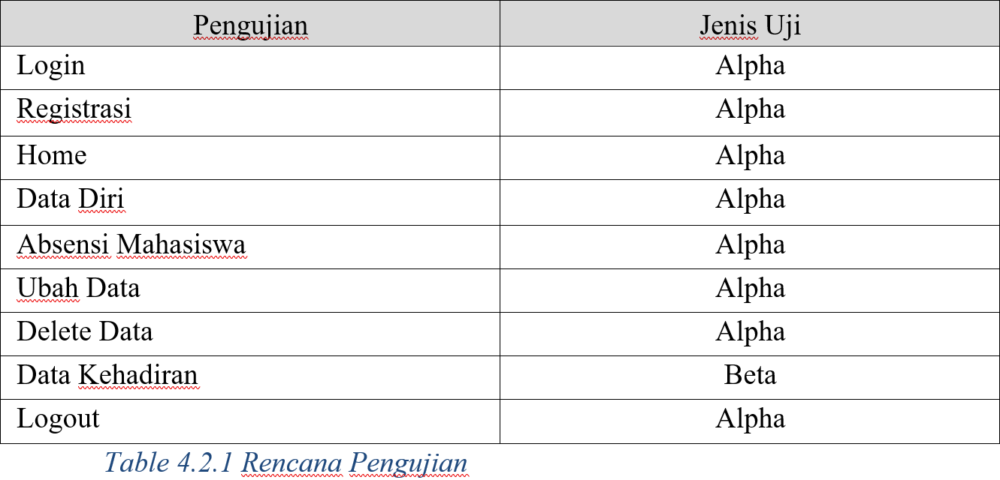 Pengujian Jenis Uji
Login Alpha
Registrasi Alpha
Home Alpha
Data Diri Alpha
Absensi Mahasiswa Alpha
Ubah Data Alpha
Delete Data Alpha
Data Kehadiran Beta
Logout Alpha
Table 4.2.1 Rencana Pengujian